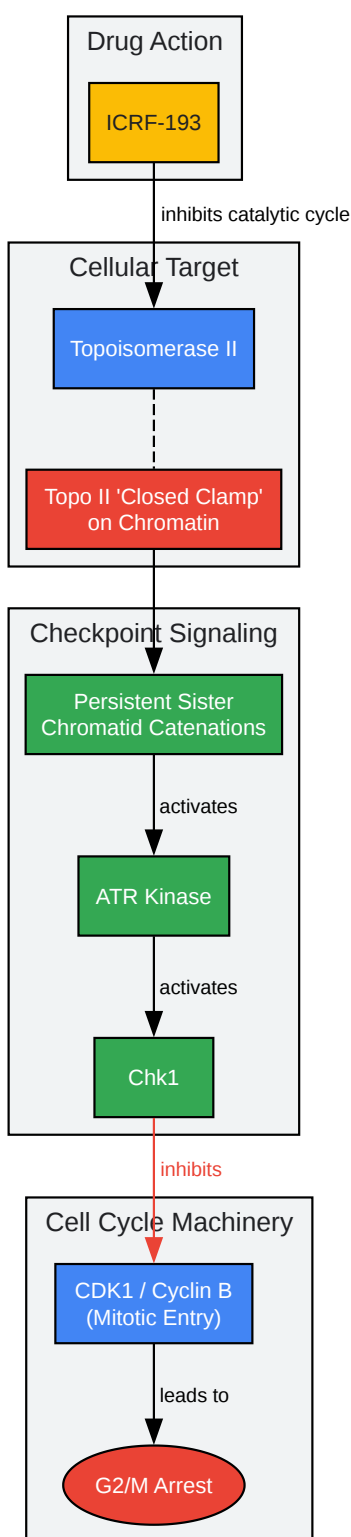 Drug Action
ICRF-193
inhibits catalytic cycle
Cellular Target
Topoisomerase II
Topo II 'Closed Clamp'
on Chromatin
Checkpoint Signaling
Persistent Sister
Chromatid Catenations
activates
ATR Kinase
activates
Chk1
inhibits
Cell Cycle Machinery
CDK1 / Cyclin B
(Mitotic Entry)
leads to
G2/M Arrest